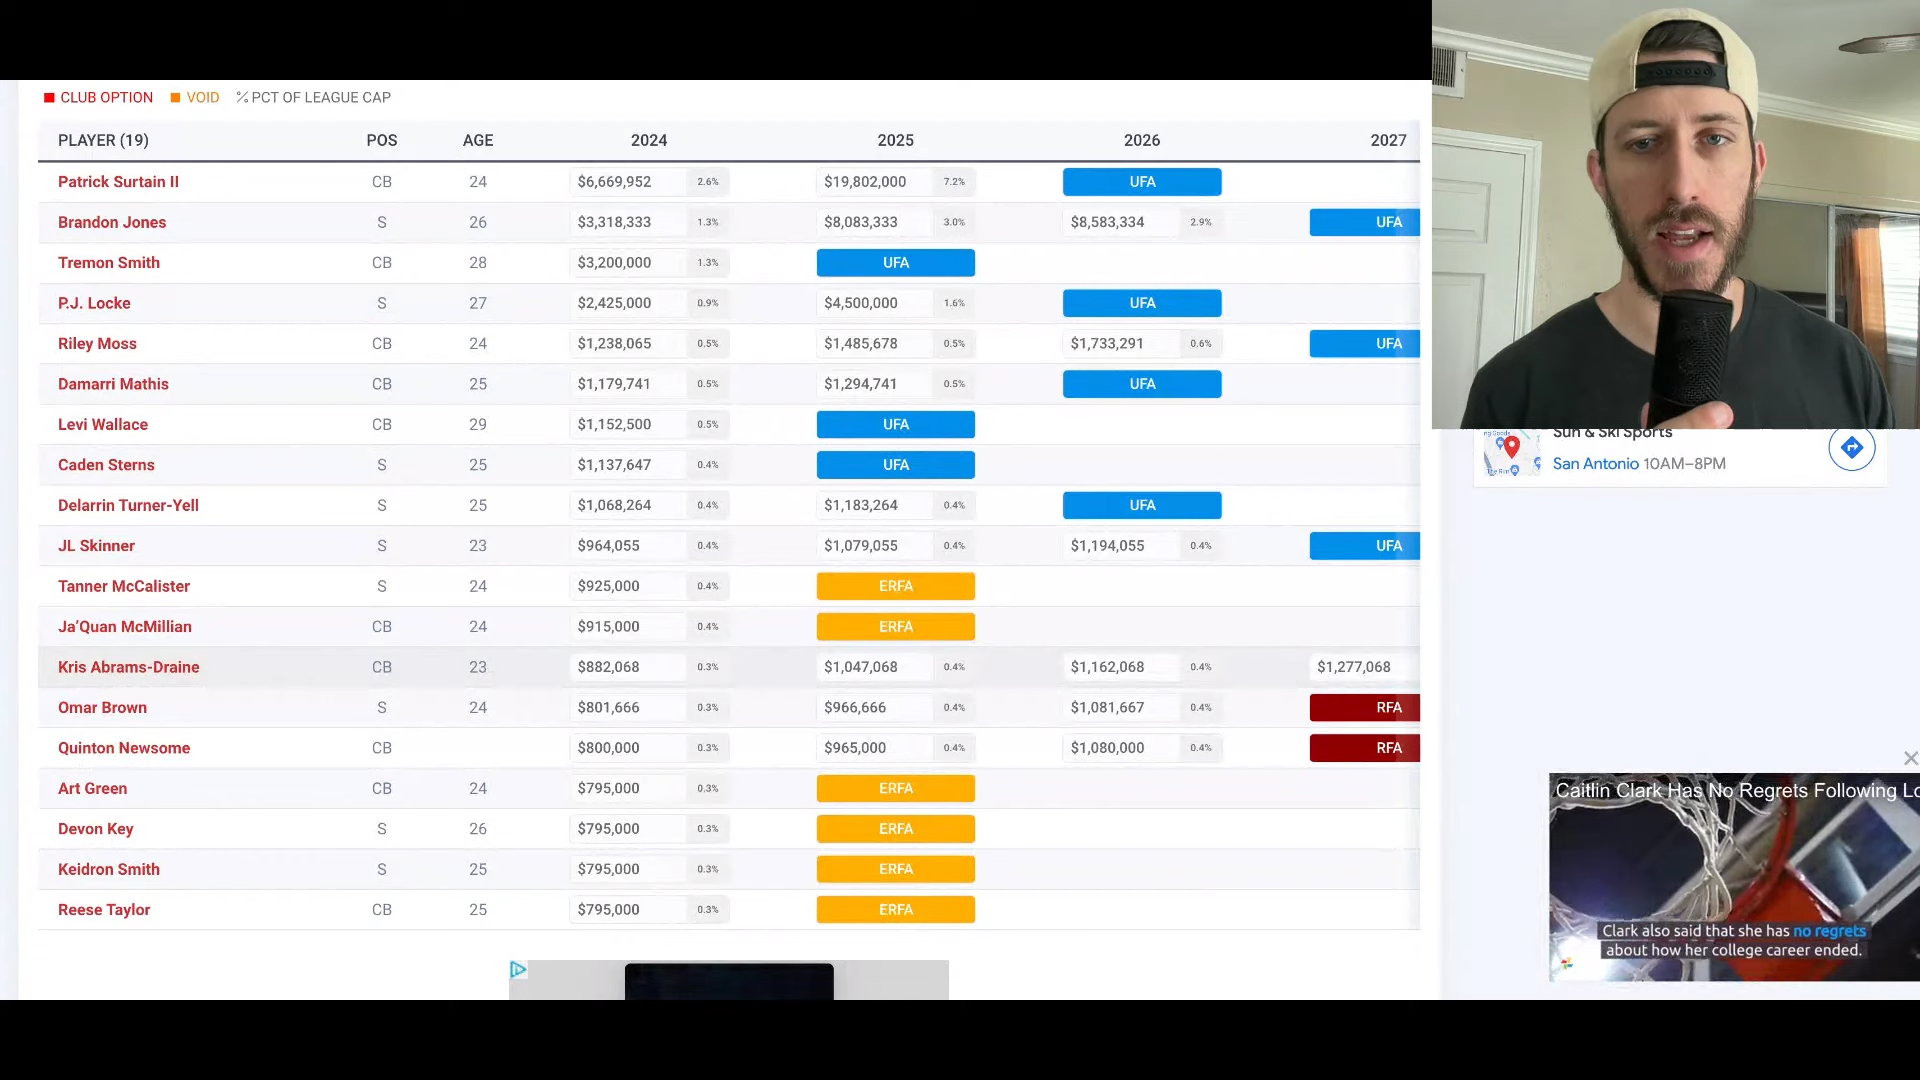 CLUB OPTION VOID % PCT OF LEAGUE CAP
PLAYER (19) POS AGE 2024 2025 2026 2027
Patrick Surtain II CB 24 $6,669,952 2.6% $19,802,000 7.2% UFA
Brandon Jones S 26 $3,318,333 1.3% $8,083,333 3.0% $8,583,334 2.9% UFA
Tremon Smith CB 28 $3,200,000 1.3% UFA
P.J. Locke S 27 $2,425,000 0.9% $4,500,000 1.6% UFA
Riley Moss CB 24 $1,238,065 0.5% $1,485,678 0.5% $1,733,291 0.6% UFA
Damarri Mathis CB 25 $1,179,741 0.5% $1,294,741 0.5% UFA
Levi Wallace CB 29 $1,152,500 0.5% UFA
Caden Sterns S 25 $1,137,647 0.4% UFA
Delarrin Turner-Yell S 25 $1,068,264 0.4% $1,183,264 0.4% UFA
JL Skinner S 23 $964,055 0.4% $1,079,055 0.4% $1,194,055 0.4% UFA
Tanner McCalister S 24 $925,000 0.4% ERFA
Ja’Quan McMillian CB 24 $915,000 0.4% ERFA
Kris Abrams-Draine CB 23 $882,068 0.3% $1,047,068 0.4% $1,162,068 0.4% $1,277,068
Omar Brown S 24 $801,666 0.3% $966,666 0.4% $1,081,667 0.4% RFA
Quinton Newsome CB $800,000 0.3% $965,000 0.4% $1,080,000 0.4% RFA
Art Green CB 24 $795,000 0.3% ERFA
Devon Key S 26 $795,000 0.3% ERFA
Keidron Smith S 25 $795,000 0.3% ERFA
Reese Taylor CB 25 $795,000 0.3% ERFA
Sun & Ski Sports
San Antonio 10AM–8PM
Caitlin Clark Has No Regrets Following Lo
Clark also said that she has no regrets
about how her college career ended.